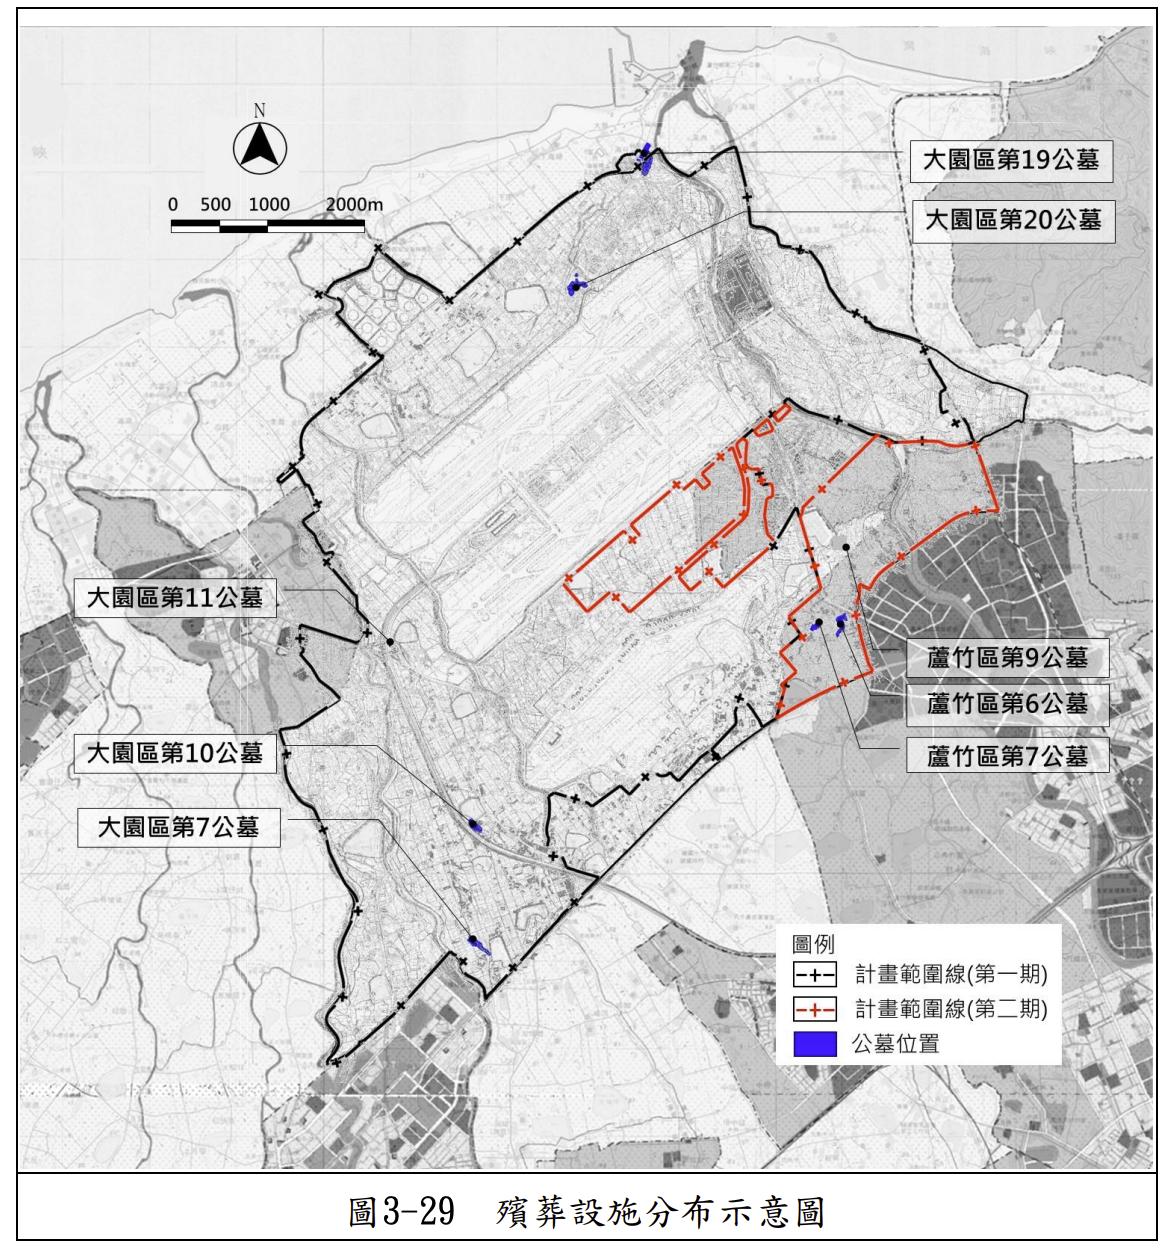 N
0 500 1000 2000m
大園區第19公墓
大園區第20公墓
大園區第11公墓
蘆竹區第9公墓
蘆竹區第6公墓
蘆竹區第7公墓
大園區第10公墓
大園區第7公墓
圖例
計畫範圍線(第一期)
計畫範圍線(第二期)
公墓位置
圖3-29 殯葬設施分布示意圖